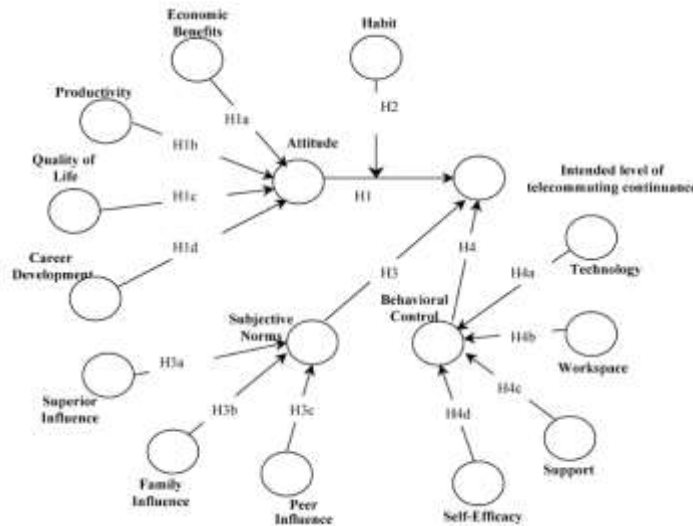 Economic
Benefits
Habit
Productivity
H1a
H2
H1b
Attitude
Quality of
Life
H1c
H1
Intended level of
telecommuting continuance
H1d
Career
Development
H3
H4
H4a
Technology
Subjective
Norms
Behavioral
Control
H4b
Workspace
H3a
Superior
Influence
H3b
H3c
H4c
H4d
Support
Family
Influence
Peer
Influence
Self-Efficacy